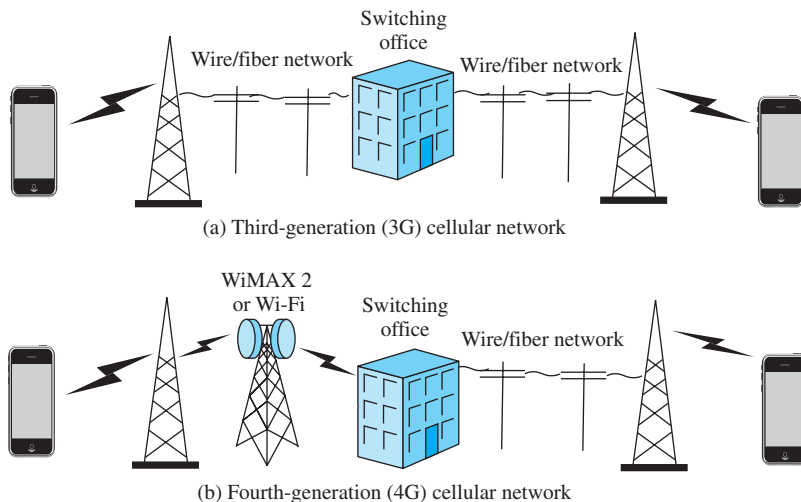 Switching
office
Wire/fiber network
Wire/fiber network
(a) Third-generation (3G) cellular network
WiMAX 2
or Wi-Fi
Switching
office
Wire/fiber network
(b) Fourth-generation (4G) cellular network